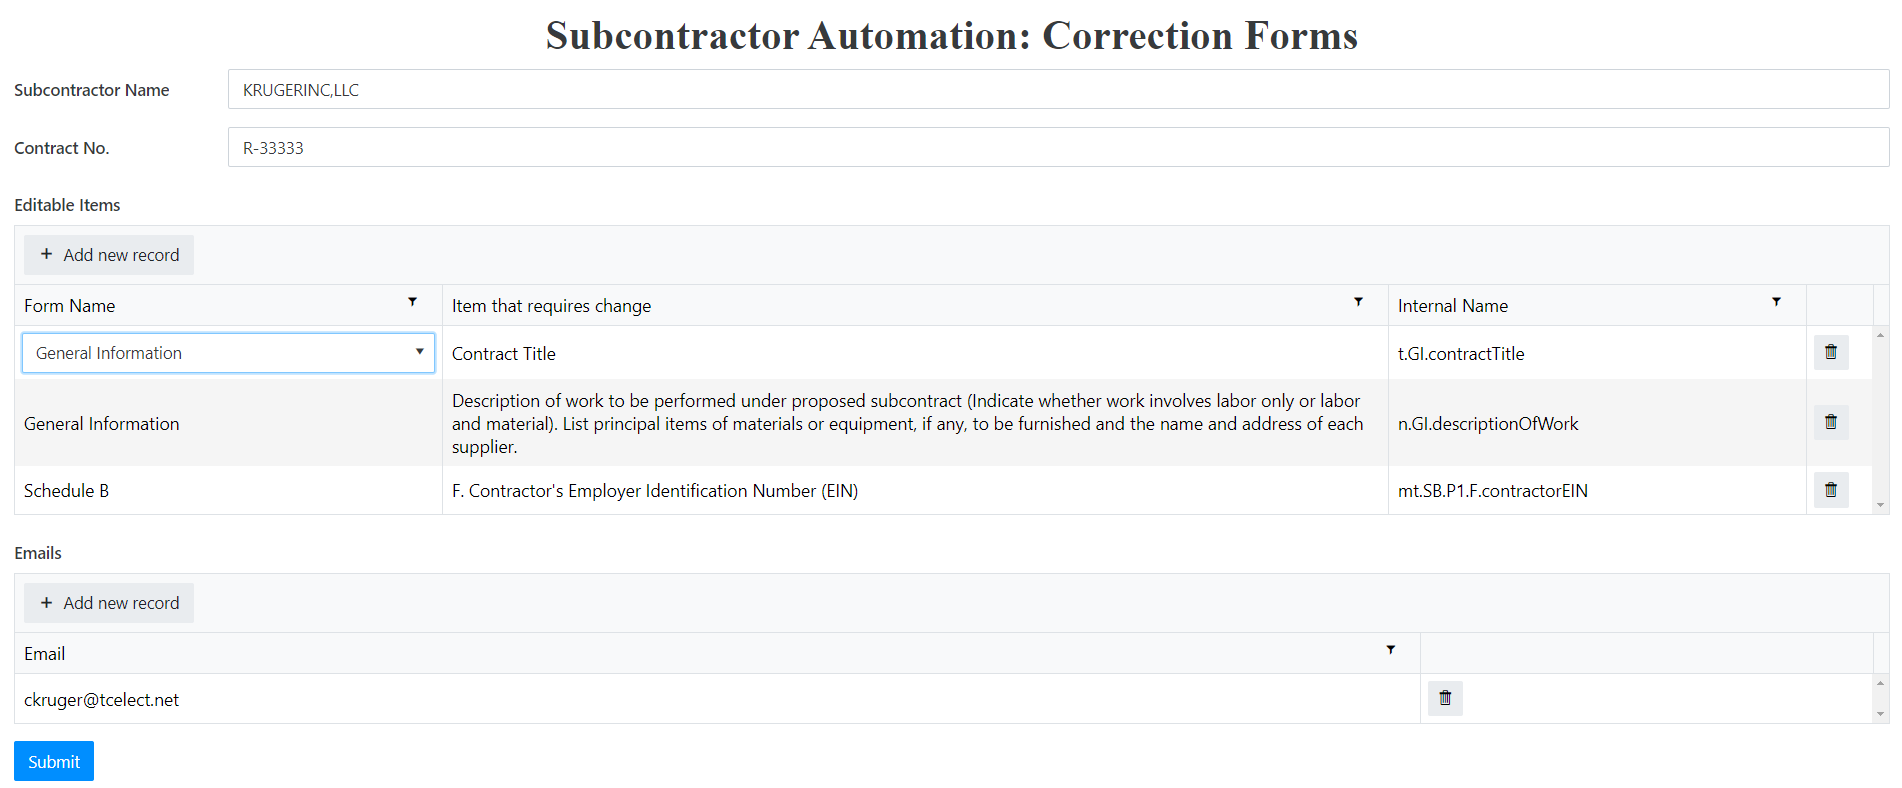 Subcontractor Automation: Correction Forms
Subcontractor Name
KRUGERINC,LLC
Contract No.
R-33333
Editable Items
+ Add new record
Form Name
Item that requires change
Internal Name
General Information
Contract Title
t.GI.contractTitle
General Information
Description of work to be performed under proposed subcontract (Indicate whether work involves labor only or labor
and material). List principal items of materials or equipment, if any, to be furnished and the name and address of each
supplier.
n.GI.descriptionOfWork
Schedule B
F. Contractor's Employer Identification Number (EIN)
mt.SB.P1.F.contractorEIN
Emails
+ Add new record
Email
ckruger@tcelect.net
Submit